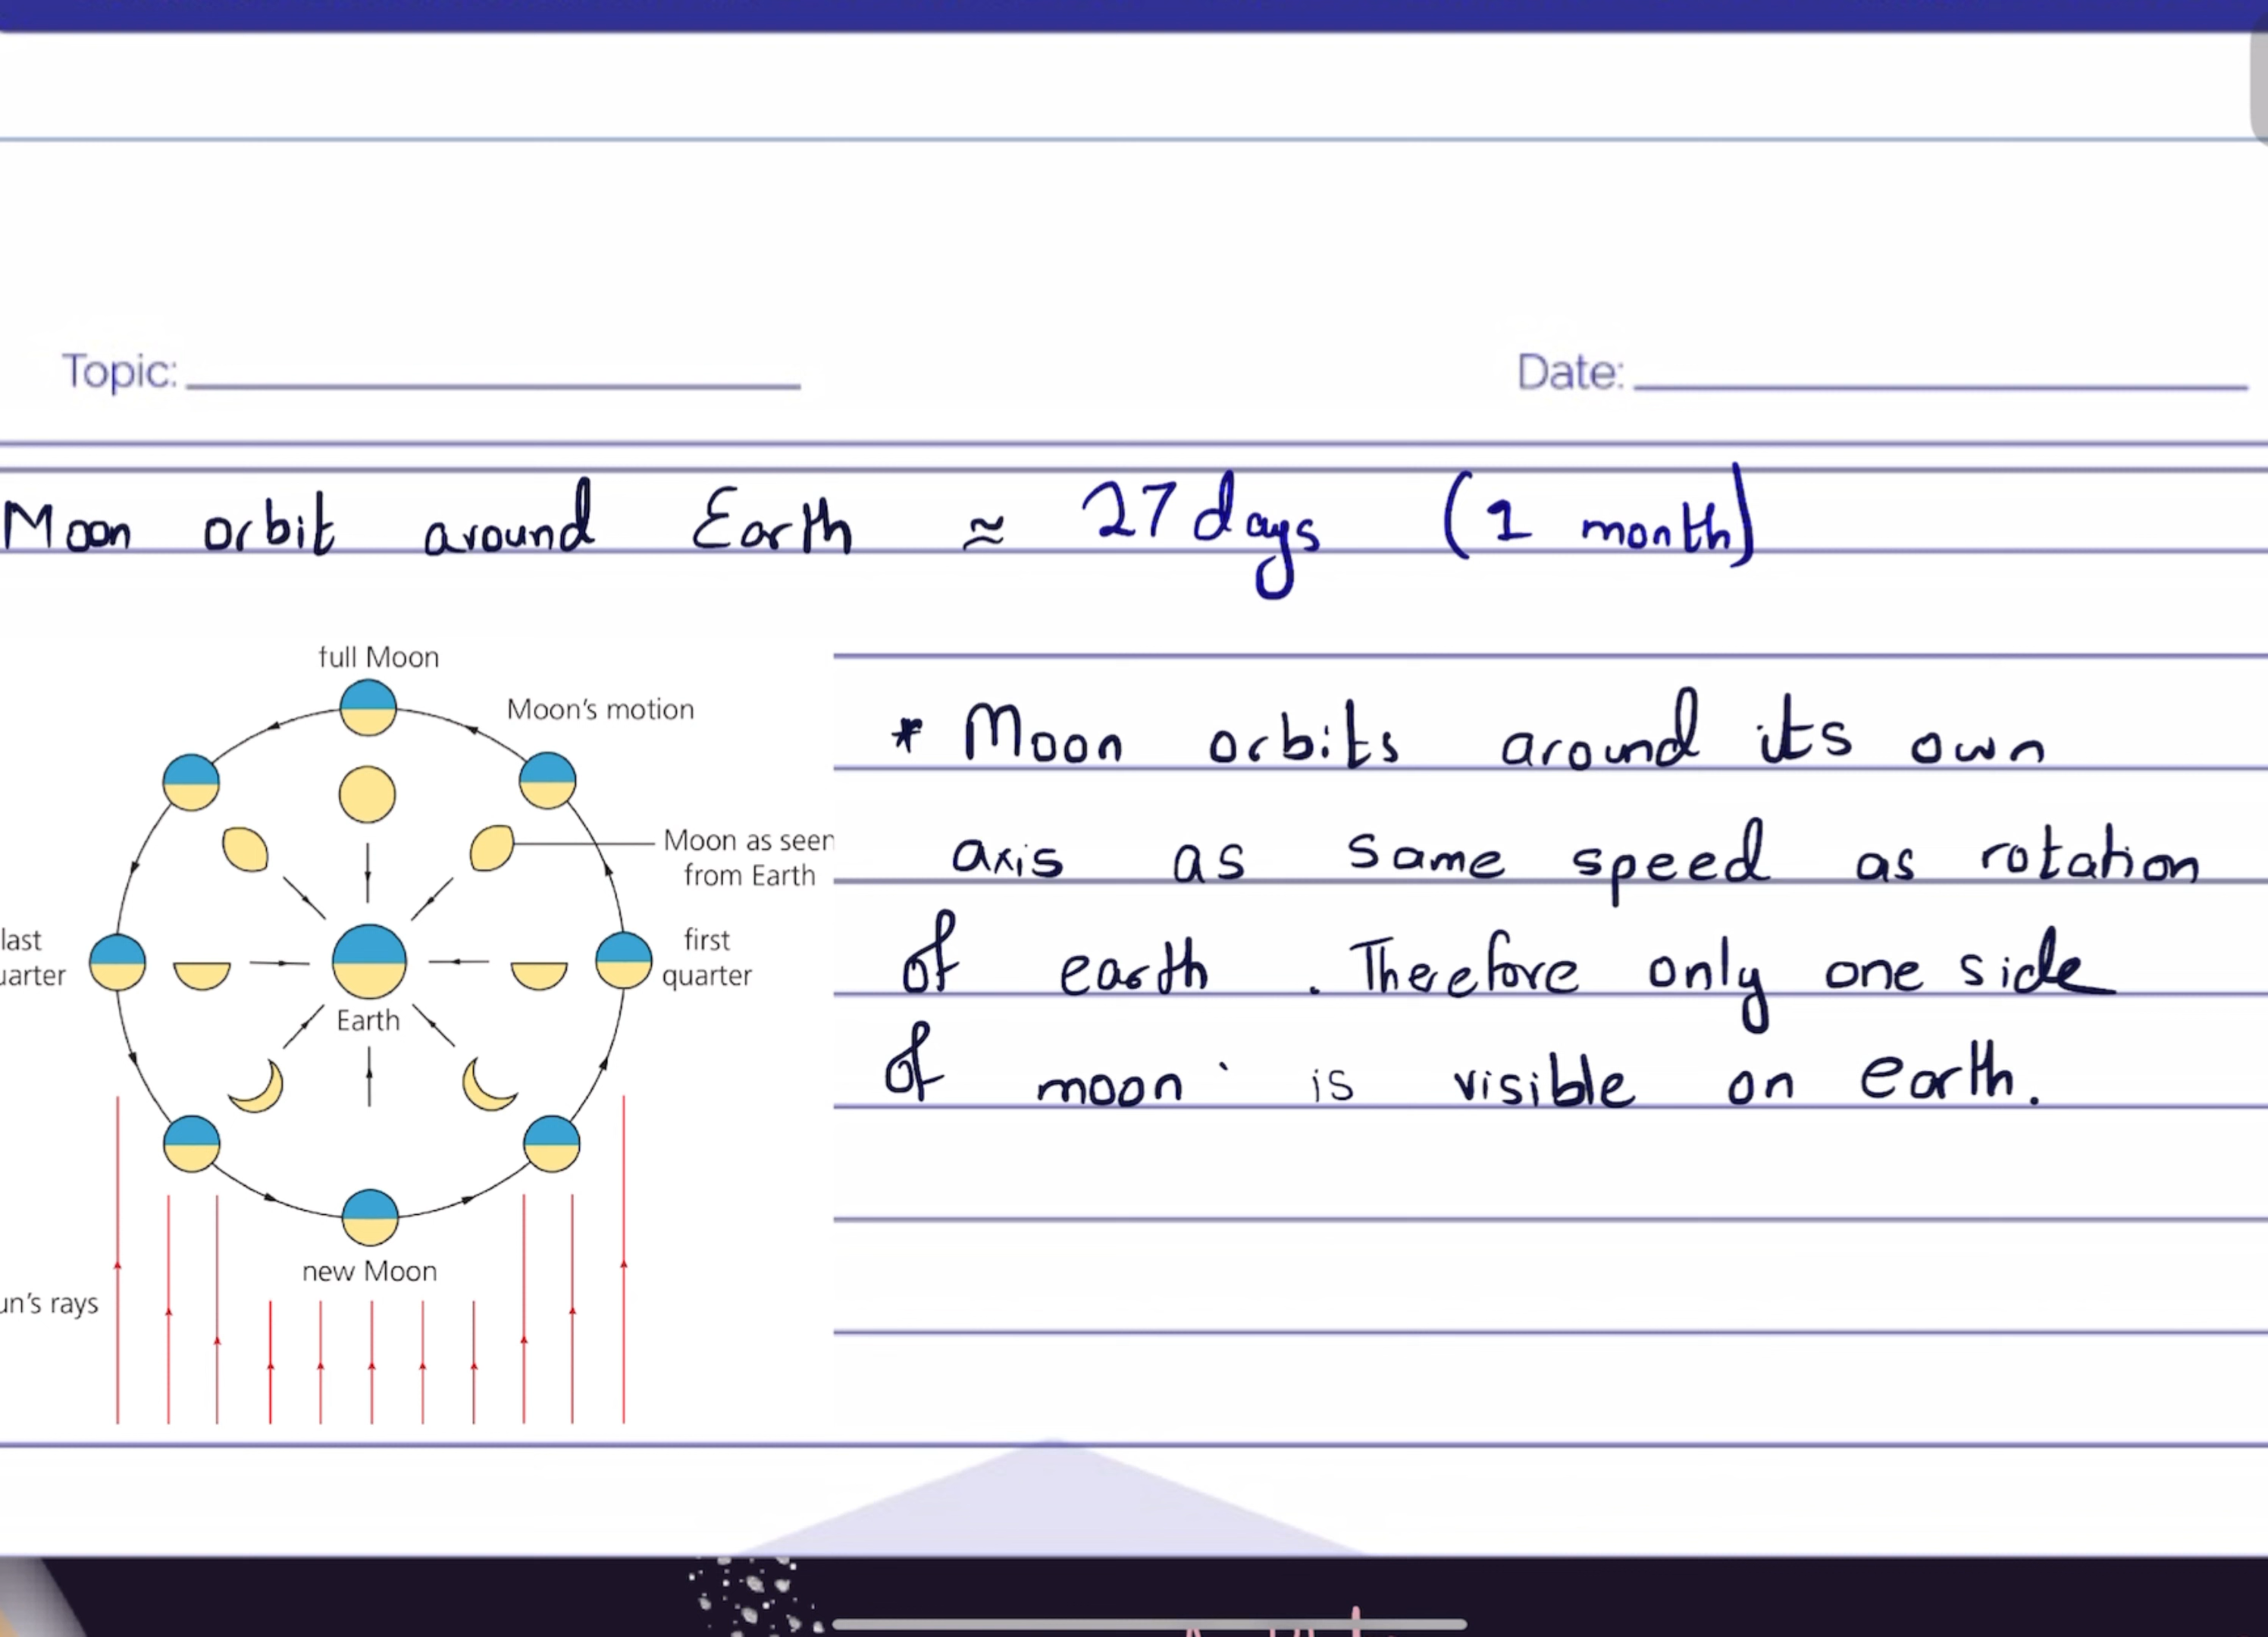 Topic:
Date:
Moon orbit around Earth ≈ 27 days (1 month)
full Moon
Moon's motion
Moon as seen
from Earth
last
uarter
first
quarter
Earth
new Moon
un's rays
* Moon orbits around its own
axis as same speed as rotation
of earth. Therefore only one side
of moon is visible on earth.